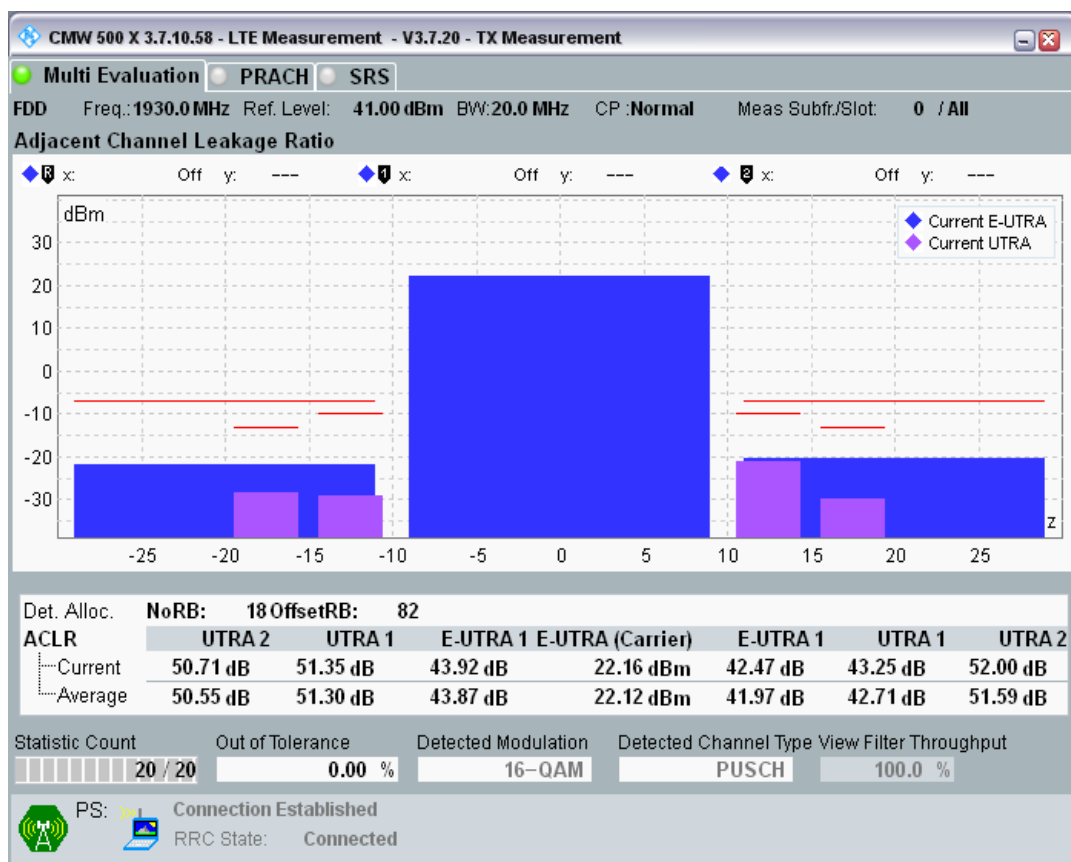 CMW 500 X 3.7.10.58 - LTE Measurement - V3.7.20 - TX Measurement
Multi Evaluation PRACH SRS
FDD Freq.:1930.0 MHz Ref. Level: 41.00 dBm BW:20.0 MHz CP :Normal Meas Subfr./Slot: 0 / All
Adjacent Channel Leakage Ratio
R x: Off y: --- 1 x: Off y: --- 2 x: Off y: ---
dBm
Current E-UTRA
Current UTRA
30
20
10
0
-10
-20
-30
z
-25 -20 -15 -10 -5 0 5 10 15 20 25
Det. Alloc. NoRB: 18 OffsetRB: 82
ACLR UTRA 2 UTRA 1 E-UTRA 1 E-UTRA (Carrier) E-UTRA 1 UTRA 1 UTRA 2
Current 50.71 dB 51.35 dB 43.92 dB 22.16 dBm 42.47 dB 43.25 dB 52.00 dB
Average 50.55 dB 51.30 dB 43.87 dB 22.12 dBm 41.97 dB 42.71 dB 51.59 dB
Statistic Count Out of Tolerance Detected Modulation Detected Channel Type View Filter Throughput
20 / 20 0.00 % 16-QAM PUSCH 100.0 %
PS: Connection Established
RRC State: Connected